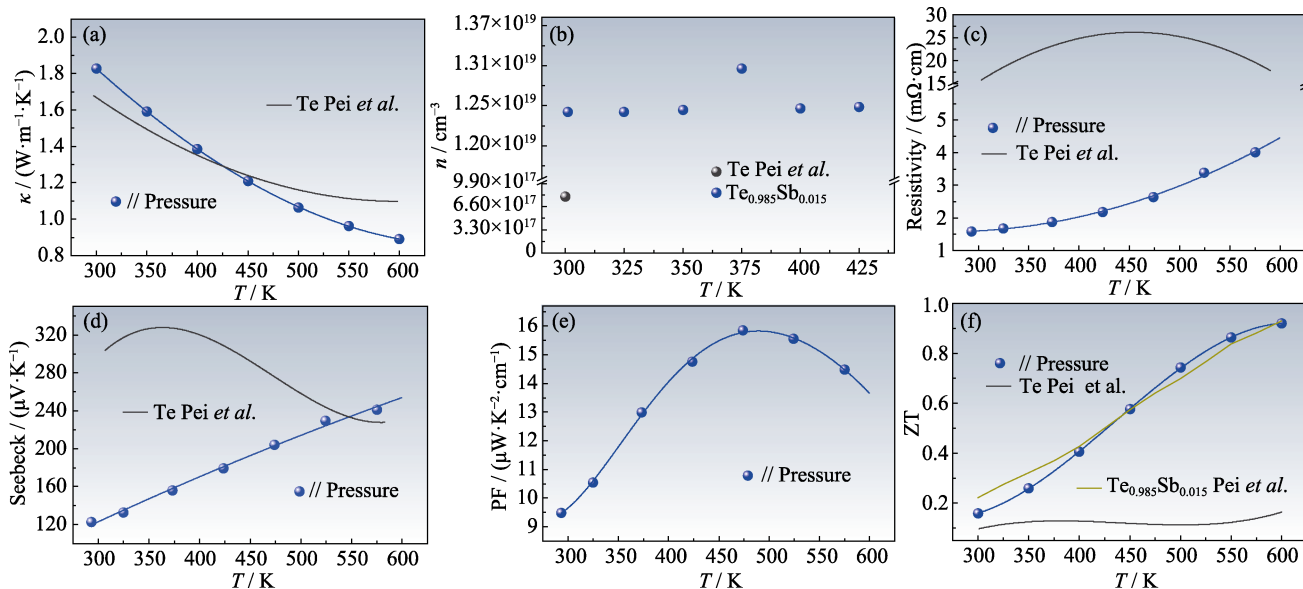 (a)
2.0
1.8
1.6
1.4
1.2
1.0
0.8
κ / (W·m⁻¹·K⁻¹)
Te Pei et al.
// Pressure
300 350 400 450 500 550 600
T / K
(b)
1.37×10¹⁹
1.31×10¹⁹
1.25×10¹⁹
1.20×10¹⁹
9.90×10¹⁷
6.60×10¹⁷
3.30×10¹⁷
0
n / cm⁻³
Te Pei et al.
Te₀.₉₈₅Sb₀.₀₁₅
300 325 350 375 400 425
T / K
(c)
30
25
20
15
5
4
3
2
1
Resistivity / (mΩ·cm)
// Pressure
Te Pei et al.
300 350 400 450 500 550 600
T / K
(d)
320
280
240
200
160
120
Seebeck / (μV·K⁻¹)
Te Pei et al.
// Pressure
300 350 400 450 500 550 600
T / K
(e)
16
15
14
13
12
11
10
9
PF / (μW·K⁻²·cm⁻¹)
// Pressure
300 350 400 450 500 550 600
T / K
(f)
1.0
0.8
0.6
0.4
0.2
ZT
// Pressure
Te Pei et al.
Te₀.₉₈₅Sb₀.₀₁₅ Pei et al.
300 350 400 450 500 550 600
T / K